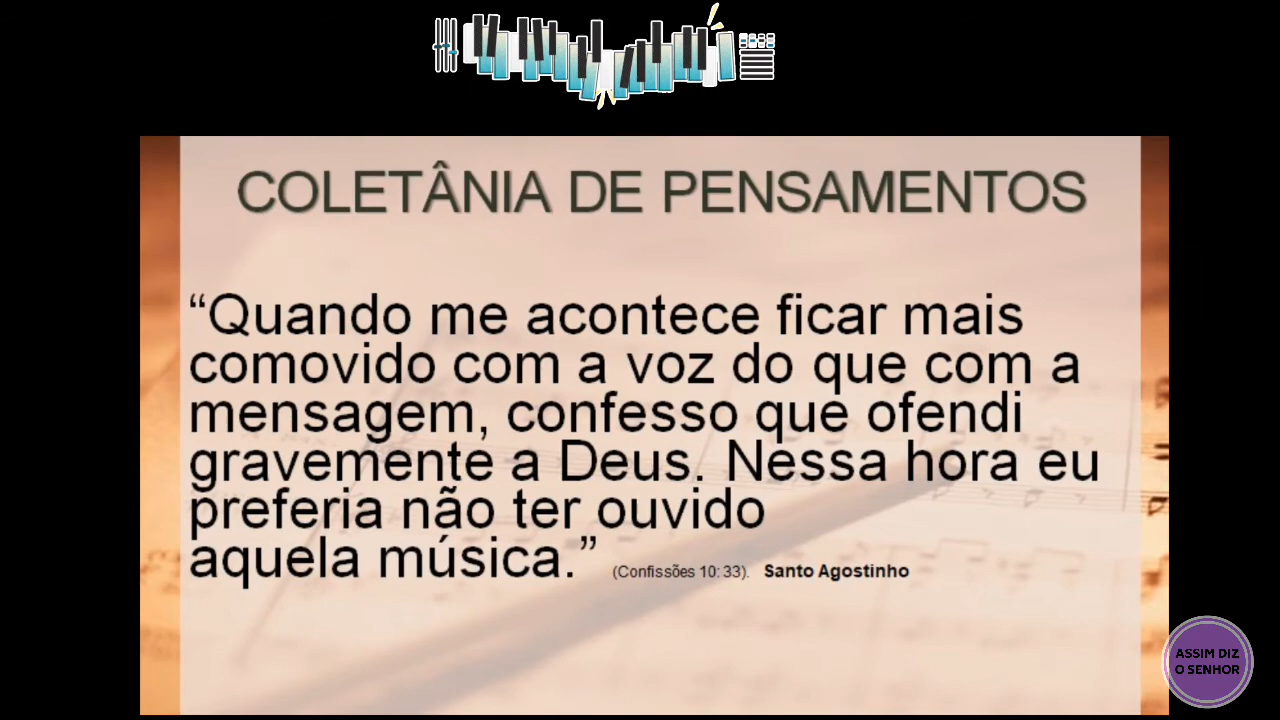 COLETÂNIA DE PENSAMENTOS
“Quando me acontece ficar mais
comovido com a voz do que com a
mensagem, confesso que ofendi
gravemente a Deus. Nessa hora eu
preferia não ter ouvido
aquela música.” (Confissões 10: 33). Santo Agostinho
ASSIM DIZ
O SENHOR